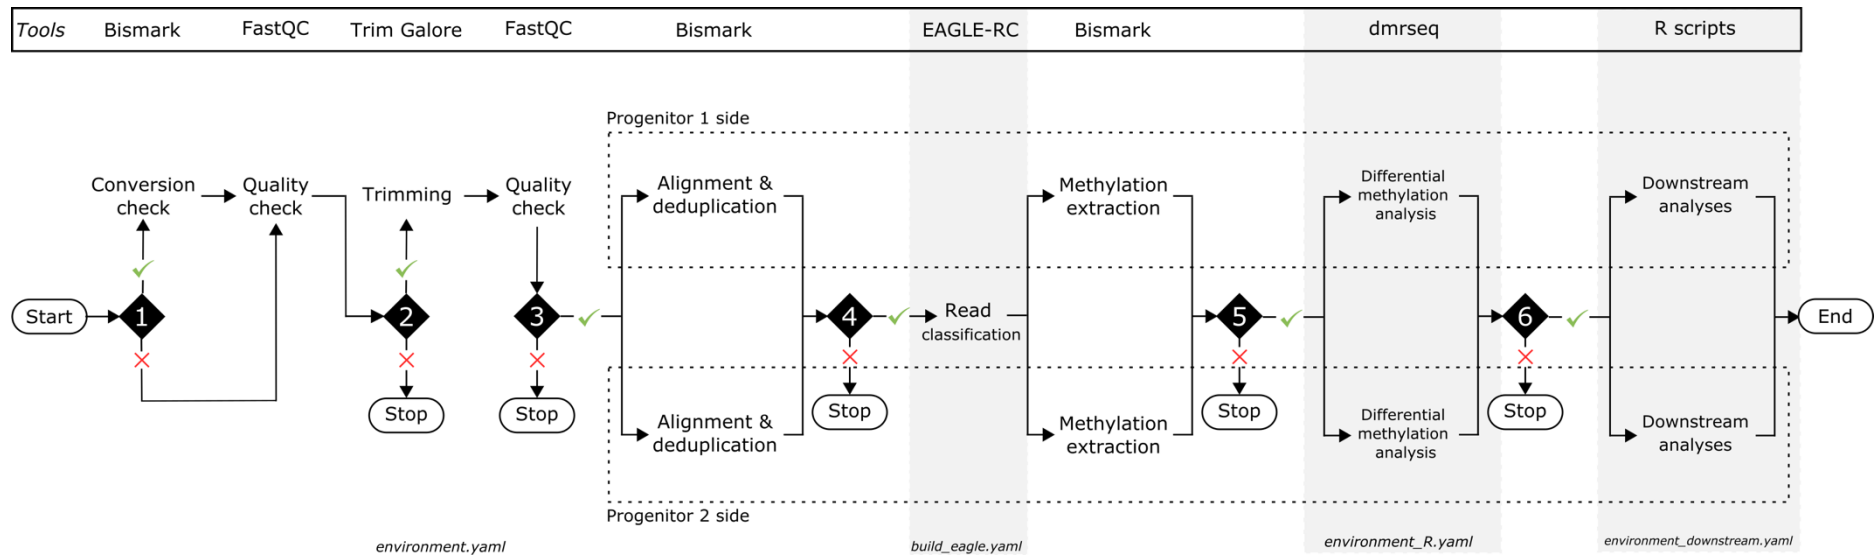 Tools Bismark FastQC Trim Galore FastQC Bismark EAGLE-RC Bismark dmrseq R scripts
Progenitor 1 side
Conversion
check
Quality
check
Trimming
Quality
check
Alignment &
deduplication
Methylation
extraction
Differential
methylation
analysis
Downstream
analyses
Start
1
2
3
4
Read
classification
5
6
End
Stop
Stop
Stop
Stop
Stop
Alignment &
deduplication
Methylation
extraction
Differential
methylation
analysis
Downstream
analyses
Progenitor 2 side
environment.yaml
build_eagle.yaml
environment_R.yaml
environment_downstream.yaml